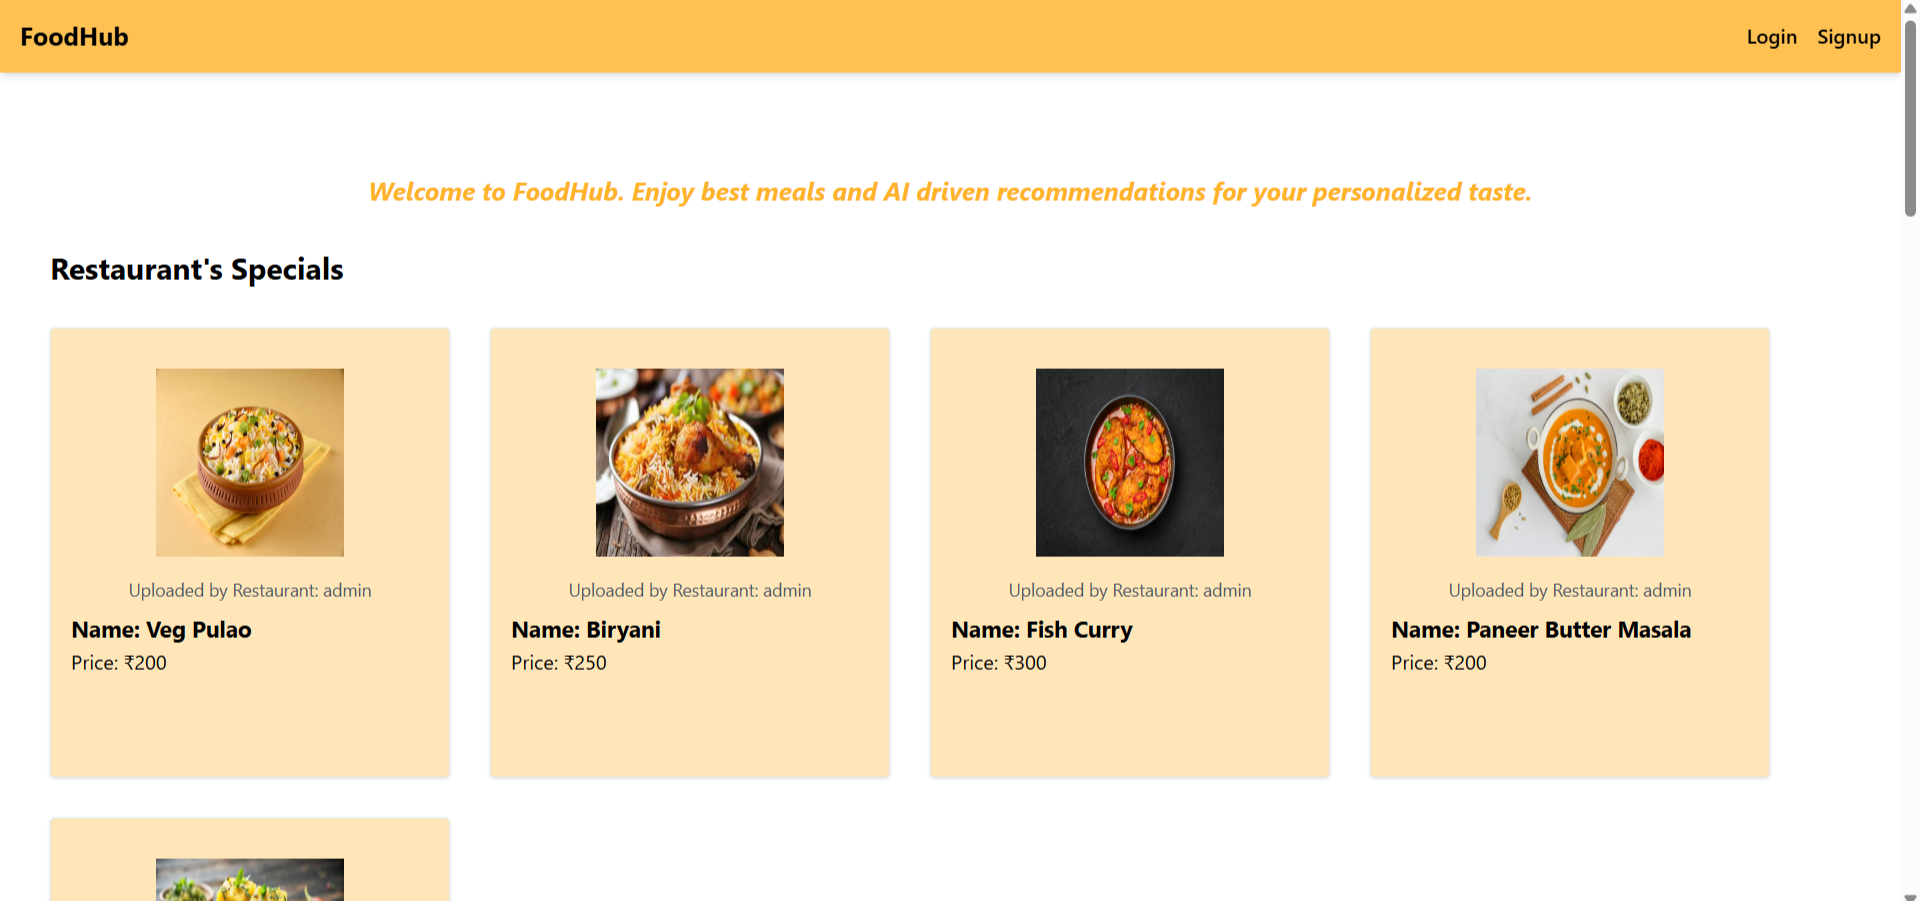 FoodHub
Login Signup
Welcome to FoodHub. Enjoy best meals and AI driven recommendations for your personalized taste.
Restaurant's Specials
Uploaded by Restaurant: admin
Name: Veg Pulao
Price: ₹200
Uploaded by Restaurant: admin
Name: Biryani
Price: ₹250
Uploaded by Restaurant: admin
Name: Fish Curry
Price: ₹300
Uploaded by Restaurant: admin
Name: Paneer Butter Masala
Price: ₹200